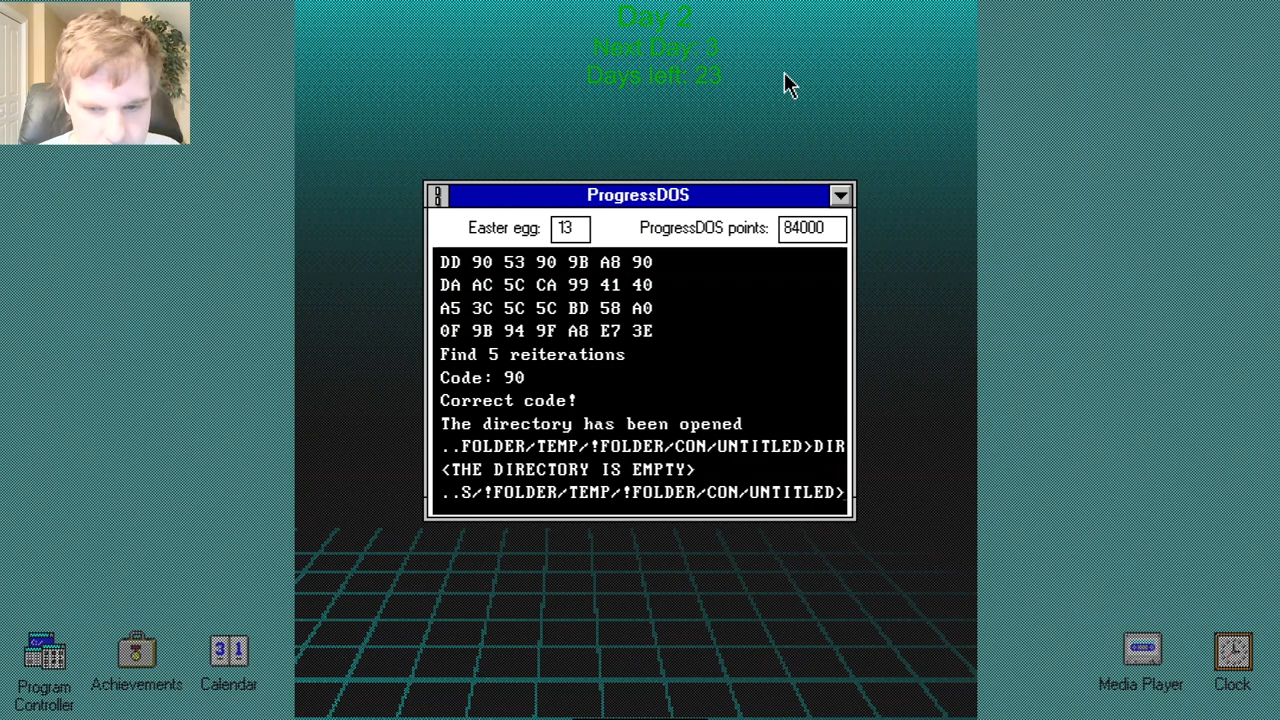 Day 2
Next Day: 3
Days left: 23
ProgressDOS
Easter egg: 13 ProgressDOS points: 84000
DD 90 53 90 9B A8 90
DA AC 5C CA 99 41 40
A5 3C 5C 5C BD 58 A0
0F 9B 94 9F A8 E7 3E
Find 5 reiterations
Code: 90
Correct code!
The directory has been opened
..FOLDER/TEMP/!FOLDER/CON/UNTITLED>DIR
<THE DIRECTORY IS EMPTY>
..S/!FOLDER/TEMP/!FOLDER/CON/UNTITLED>
Program Controller
Achievements
3 1
Calendar
Media Player
Clock